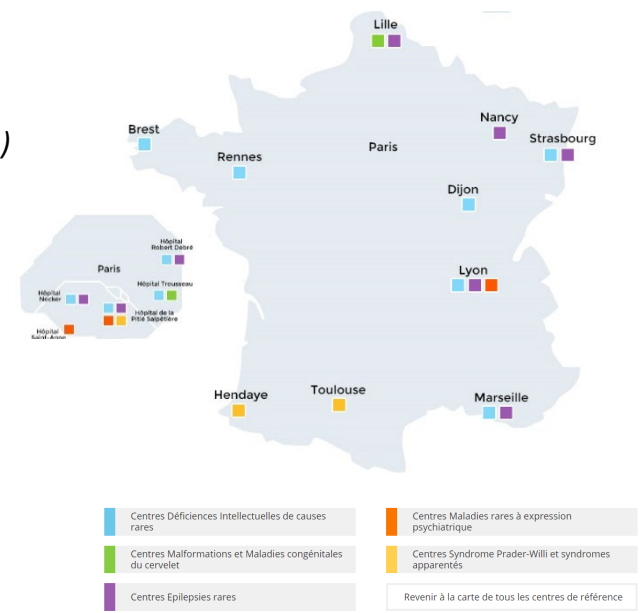 Lille
)
Brest
Nancy
Strasbourg
Rennes
Paris
Dijon
Hôpital
Robert Debré
Paris
Hôpital Trousseau
Hôpital
Necker
Hôpital de la
Pitié Salpêtière
Hôpital
Saint-Anne
Lyon
Hendaye
Toulouse
Marseille
Centres Déficiences Intellectuelles de causes
rares
Centres Maladies rares à expression
psychiatrique
Centres Malformations et Maladies congénitales
du cervelet
Centres Syndrome Prader-Willi et syndromes
apparentés
Centres Epilepsies rares
Revenir à la carte de tous les centres de référence